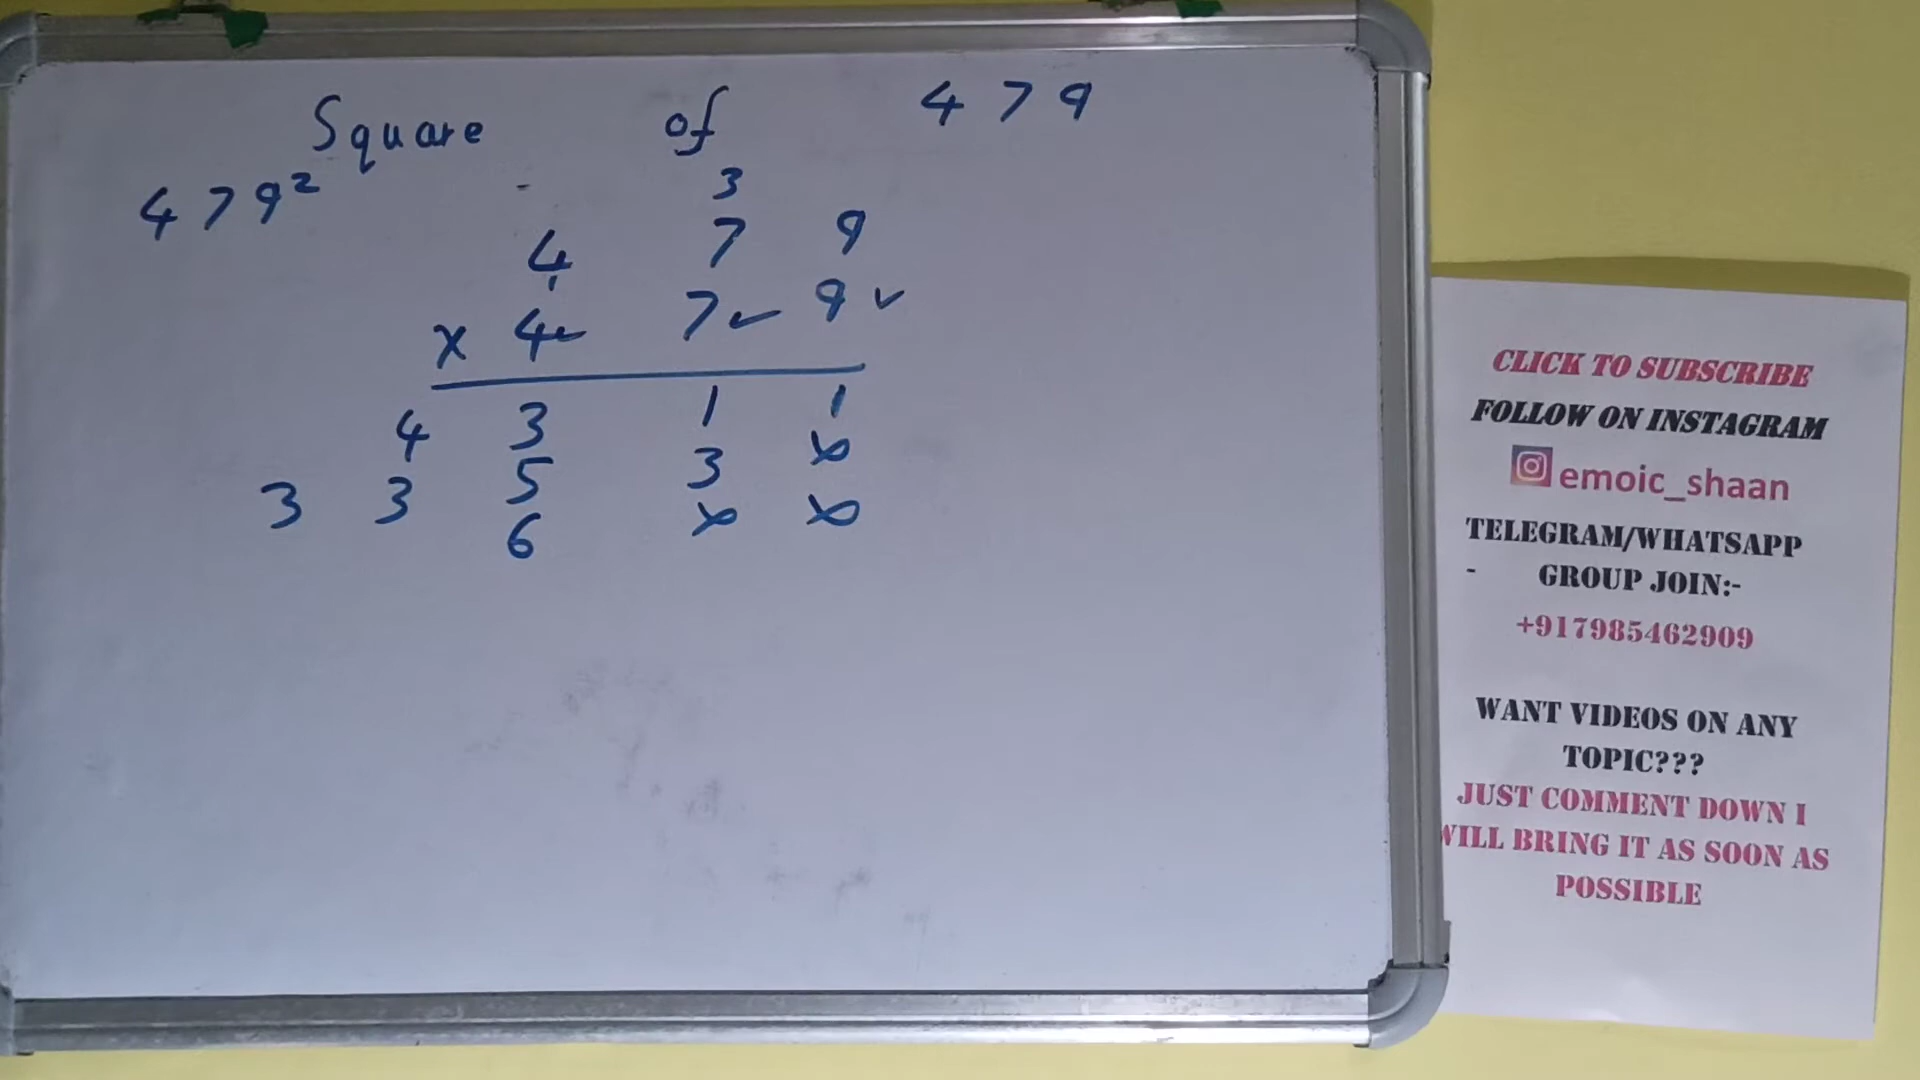 Square of 479
479²
3
4 7 9
x 4 7 9
4 3 1 1
3 3 5 3 x
6 x x
CLICK TO SUBSCRIBE
FOLLOW ON INSTAGRAM
emoic_shaan
TELEGRAM/WHATSAPP
- GROUP JOIN:-
+917985462909
WANT VIDEOS ON ANY
TOPIC???
JUST COMMENT DOWN I
WILL BRING IT AS SOON AS
POSSIBLE